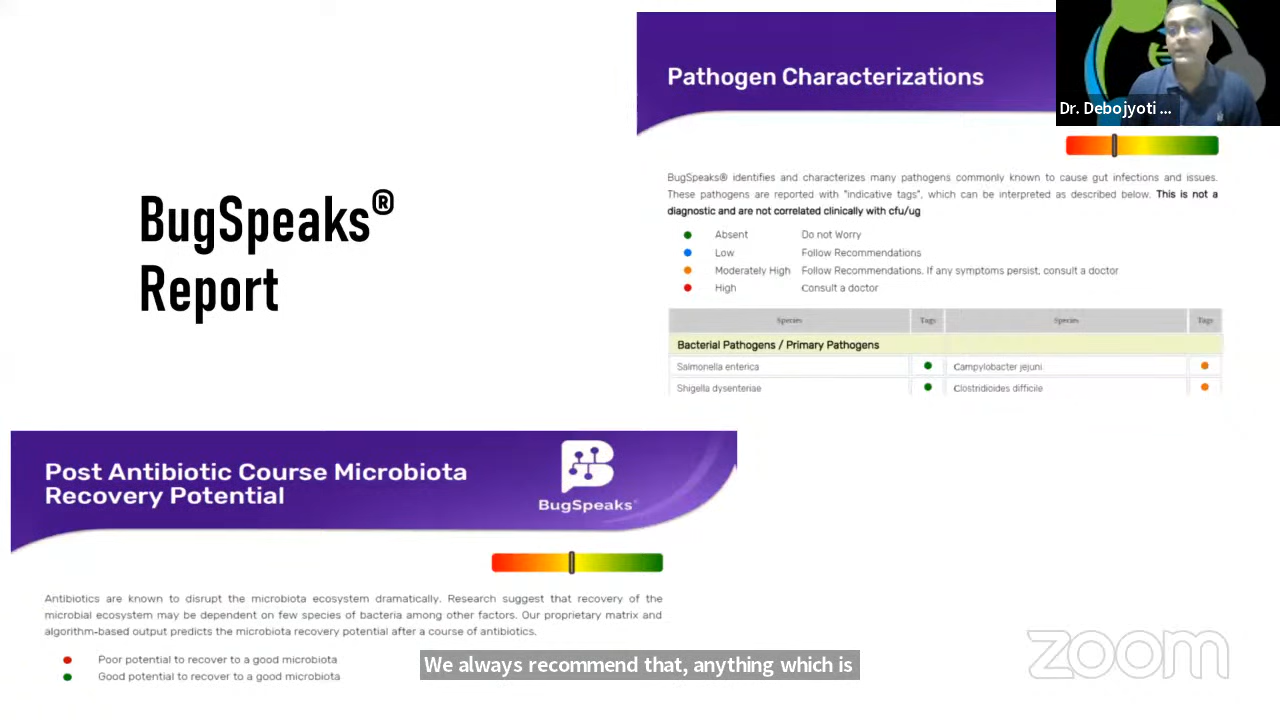 BugSpeaks®
Report
Pathogen Characterizations
Dr. Debojyoti ...
BugSpeaks® identifies and characterizes many pathogens commonly known to cause gut infections and issues.
These pathogens are reported with "indicative tags", which can be interpreted as described below. This is not a
diagnostic and are not correlated clinically with cfu/ug
Absent Do not Worry
Low Follow Recommendations
Moderately High Follow Recommendations. If any symptoms persist, consult a doctor
High Consult a doctor
Species Tags Species Tags
Bacterial Pathogens / Primary Pathogens
Salmonella enterica Campylobacter jejuni
Shigella dysenteriae Clostridioides difficile
Post Antibiotic Course Microbiota
Recovery Potential
BugSpeaks®
Antibiotics are known to disrupt the microbiota ecosystem dramatically. Research suggest that recovery of the
microbial ecosystem may be dependent on few species of bacteria among other factors. Our proprietary matrix and
algorithm-based output predicts the microbiota recovery potential after a course of antibiotics.
Poor potential to recover to a good microbiota
Good potential to recover to a good microbiota
We always recommend that, anything which is
zoom